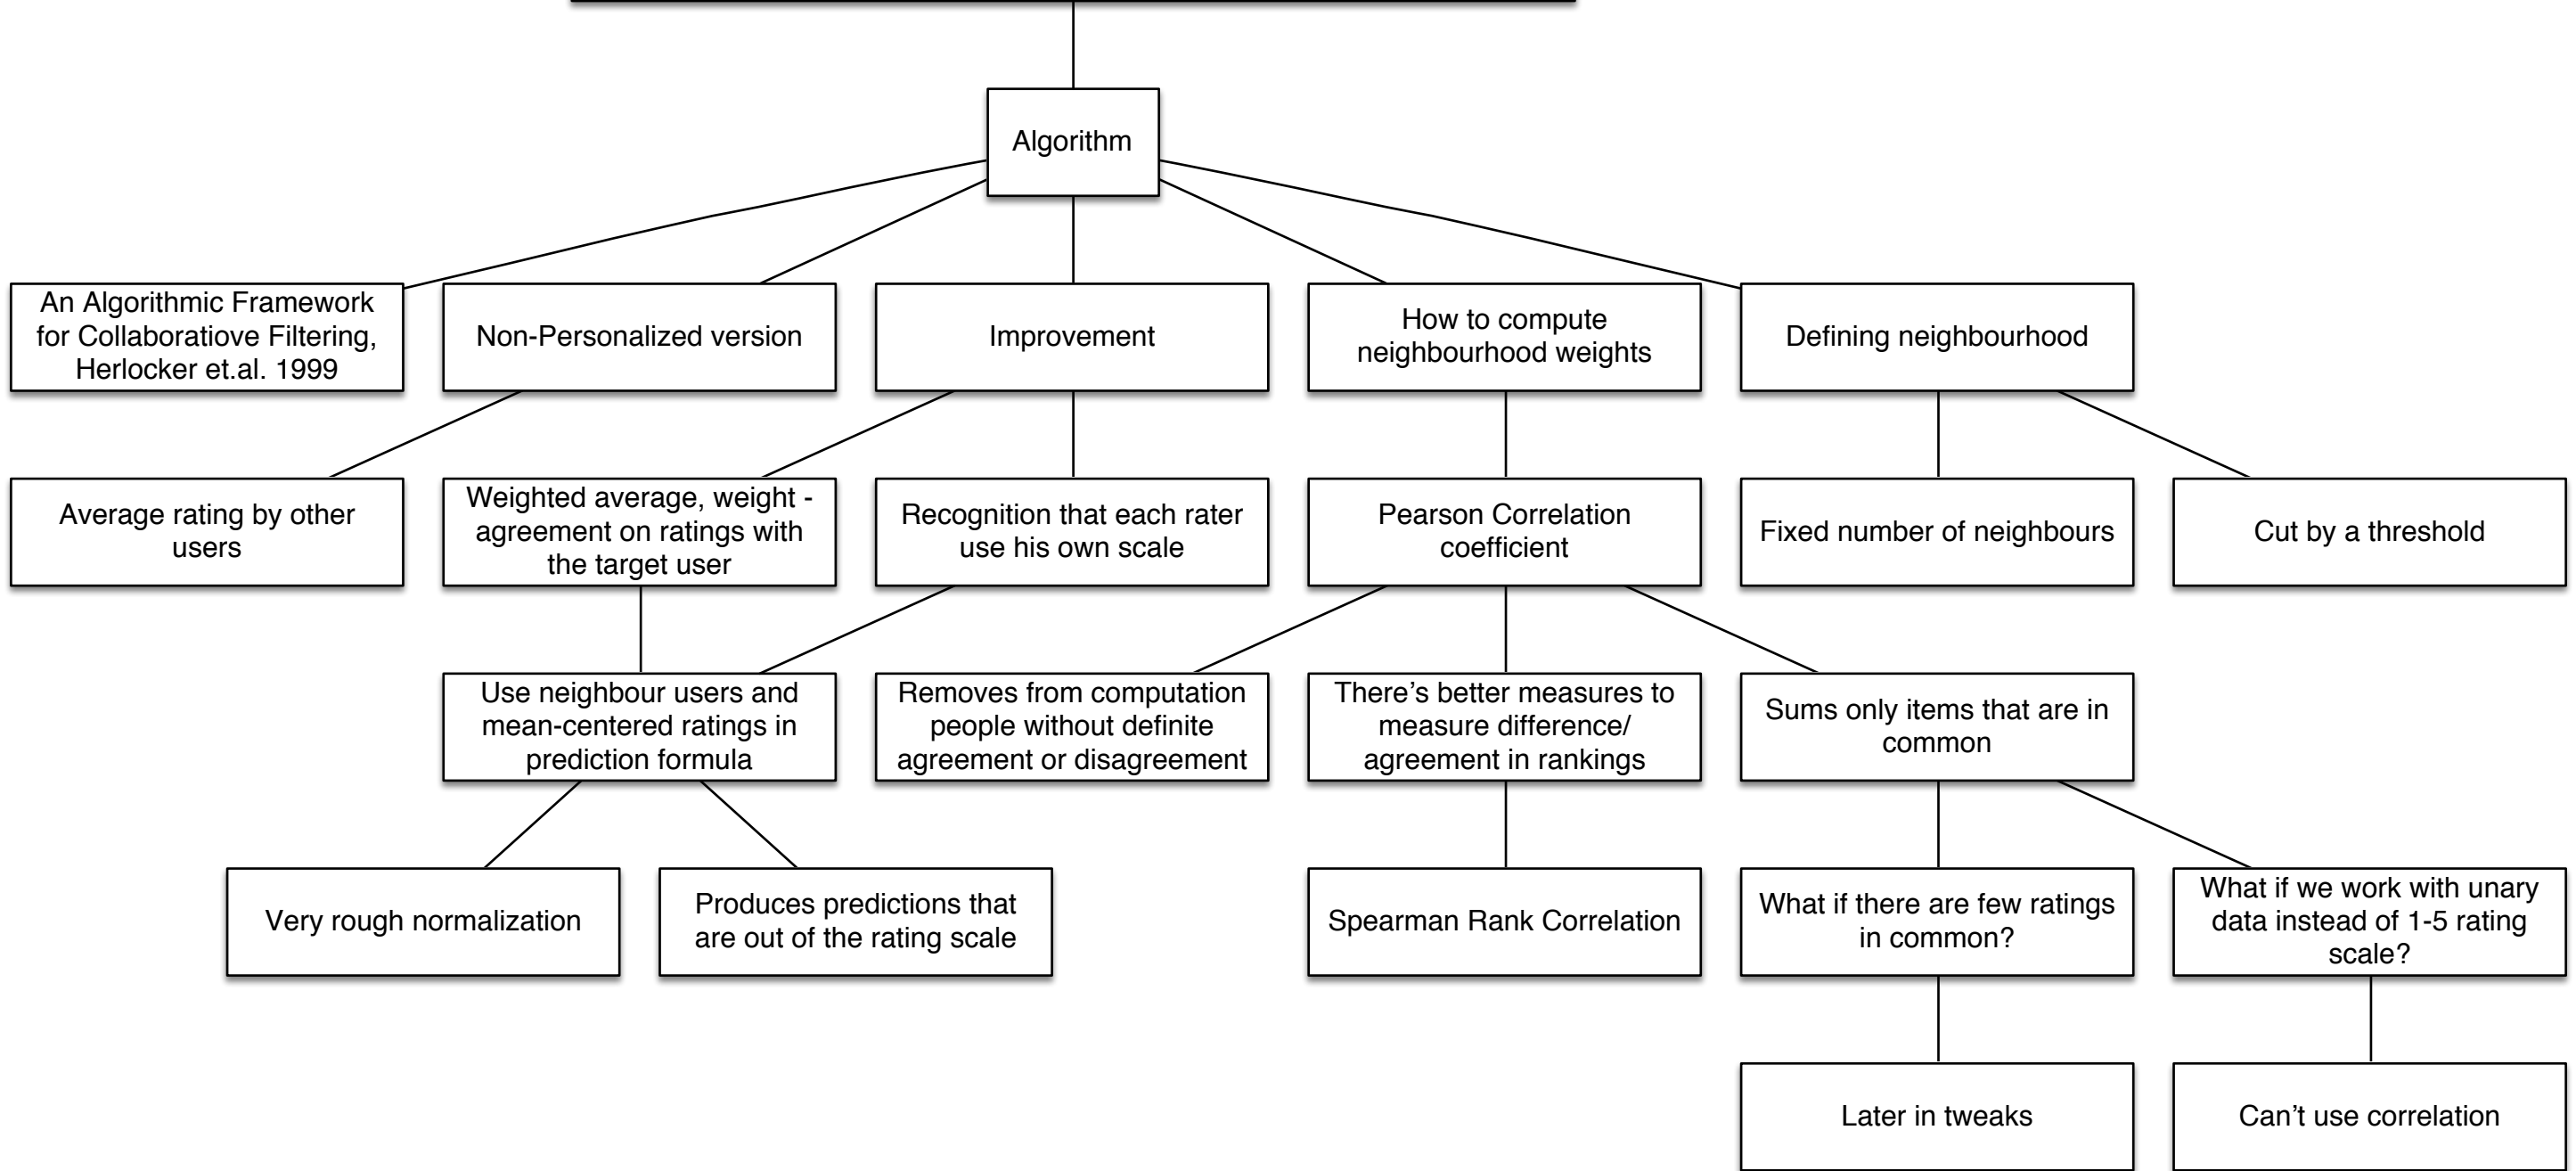 Algorithm
An Algorithmic Framework
for Collaboratiove Filtering,
Herlocker et.al. 1999
Non-Personalized version
Improvement
How to compute
neighbourhood weights
Defining neighbourhood
Average rating by other
users
Weighted average, weight -
agreement on ratings with
the target user
Recognition that each rater
use his own scale
Pearson Correlation
coefficient
Fixed number of neighbours
Cut by a threshold
Use neighbour users and
mean-centered ratings in
prediction formula
Removes from computation
people without definite
agreement or disagreement
There's better measures to
measure difference/
agreement in rankings
Sums only items that are in
common
Very rough normalization
Produces predictions that
are out of the rating scale
Spearman Rank Correlation
What if there are few ratings
in common?
What if we work with unary
data instead of 1-5 rating
scale?
Later in tweaks
Can't use correlation